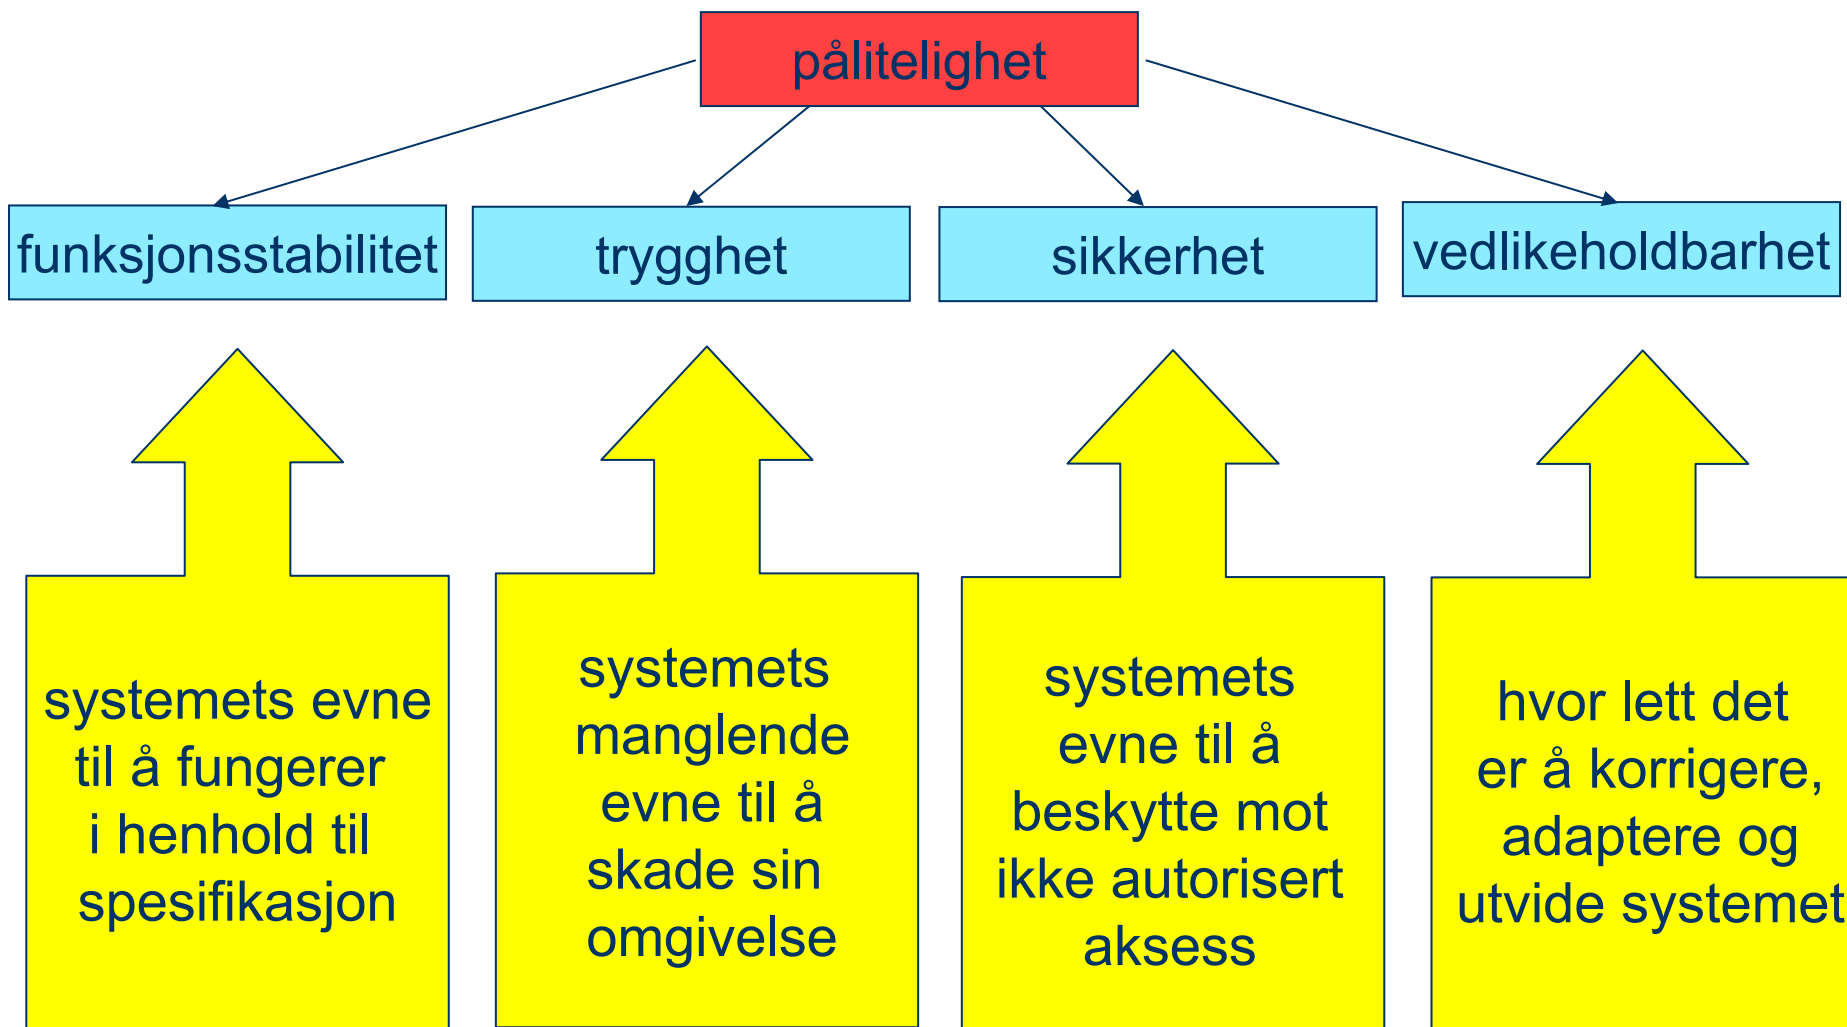 pålitelighet
funksjonsstabilitet
trygghet
sikkerhet
vedlikeholdbarhet
systemets evne
til å fungerer
i henhold til
spesifikasjon
systemets
manglende
evne til å
skade sin
omgivelse
systemets
evne til å
beskytte mot
ikke autorisert
aksess
hvor lett det
er å korrigere,
adaptere og
utvide systemet